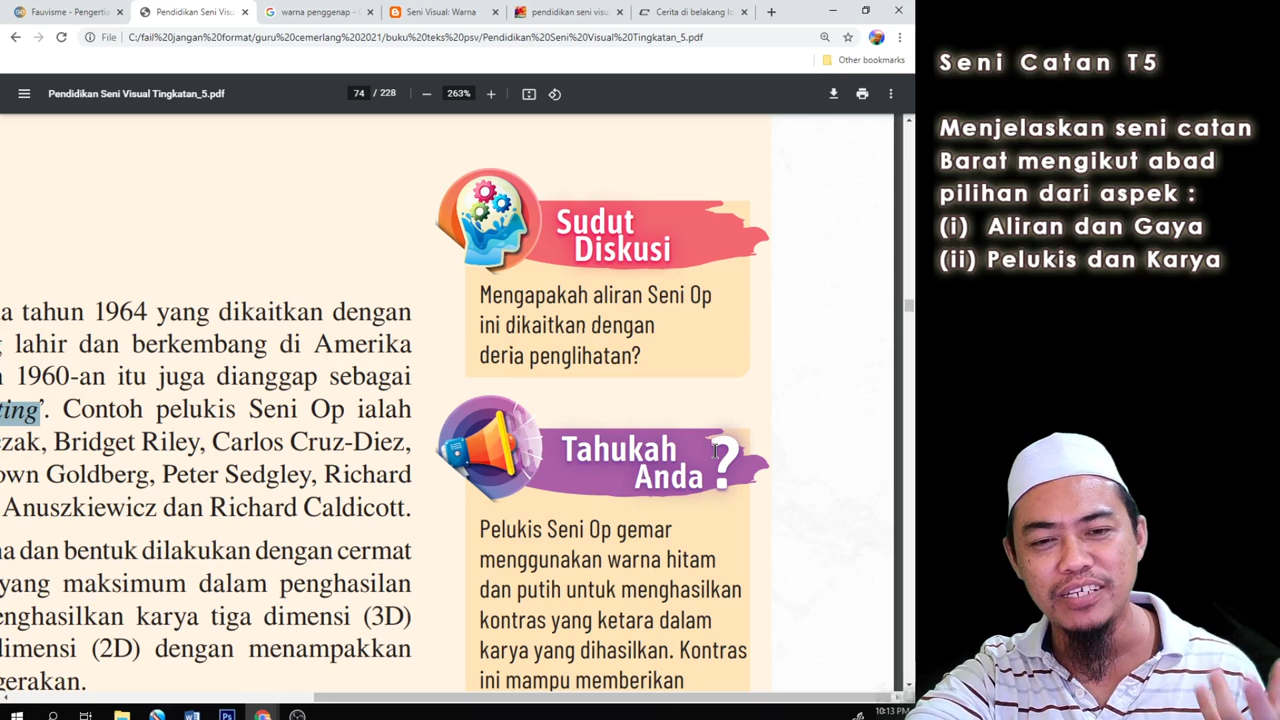 Fauvisme - Pengertia
Pendidikan Seni Visu
warna penggenap -
Seni Visual: Warna
pendidikan seni visu
Cerita di belakang lo
File
C:/fail%20jangan%20format/guru%20cemerlang%202021/buku%20teks%20psv/Pendidikan%20Seni%20Visual%20Tingkatan_5.pdf
Other bookmarks
Pendidikan Seni Visual Tingkatan_5.pdf
74 / 228
263%
Seni Catan T5
Menjelaskan seni catan
Barat mengikut abad
pilihan dari aspek :
(i) Aliran dan Gaya
(ii) Pelukis dan Karya
a tahun 1964 yang dikaitkan dengan
lahir dan berkembang di Amerika
1960-an itu juga dianggap sebagai
ting’. Contoh pelukis Seni Op ialah
czak, Bridget Riley, Carlos Cruz-Diez,
own Goldberg, Peter Sedgley, Richard
Anuszkiewicz dan Richard Caldicott.
na dan bentuk dilakukan dengan cermat
yang maksimum dalam penghasilan
enghasilkan karya tiga dimensi (3D)
dimensi (2D) dengan menampakkan
gerakan.
Sudut
Diskusi
Mengapakah aliran Seni Op
ini dikaitkan dengan
deria penglihatan?
Tahukah
Anda?
Pelukis Seni Op gemar
menggunakan warna hitam
dan putih untuk menghasilkan
kontras yang ketara dalam
karya yang dihasilkan. Kontras
ini mampu memberikan
10:13 PM